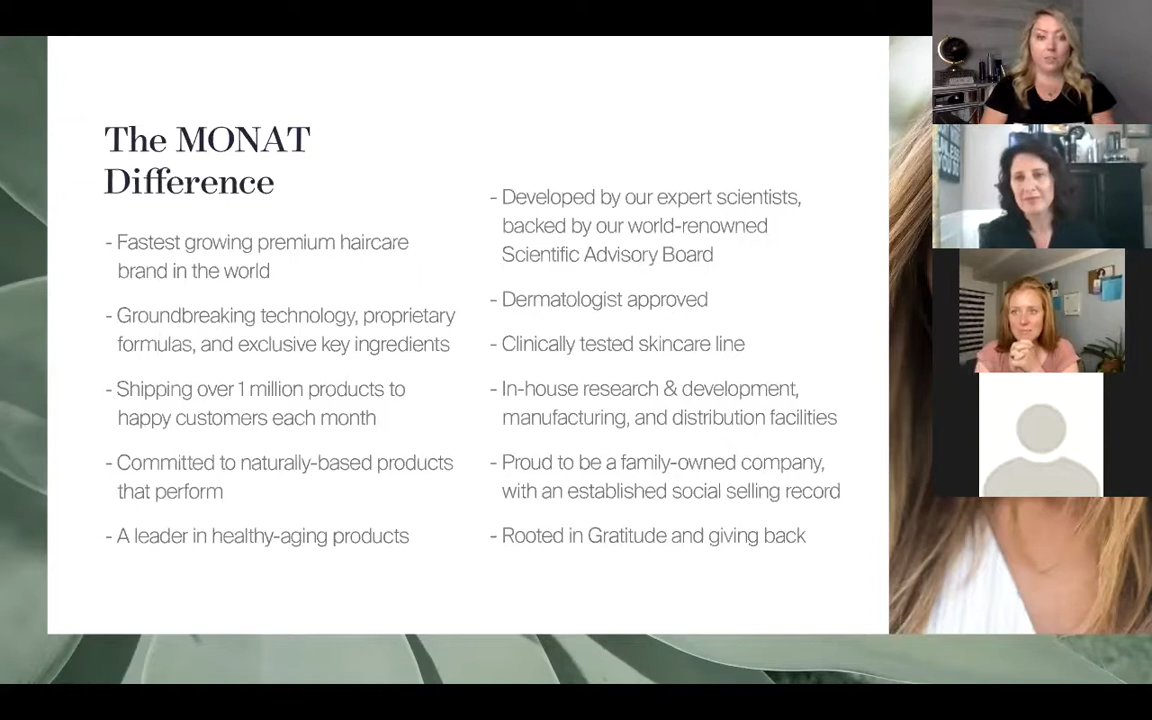 The MONAT
Difference
- Fastest growing premium haircare
brand in the world
- Groundbreaking technology, proprietary
formulas, and exclusive key ingredients
- Shipping over 1 million products to
happy customers each month
- Committed to naturally-based products
that perform
- A leader in healthy-aging products
- Developed by our expert scientists,
backed by our world-renowned
Scientific Advisory Board
- Dermatologist approved
- Clinically tested skincare line
- In-house research & development,
manufacturing, and distribution facilities
- Proud to be a family-owned company,
with an established social selling record
- Rooted in Gratitude and giving back